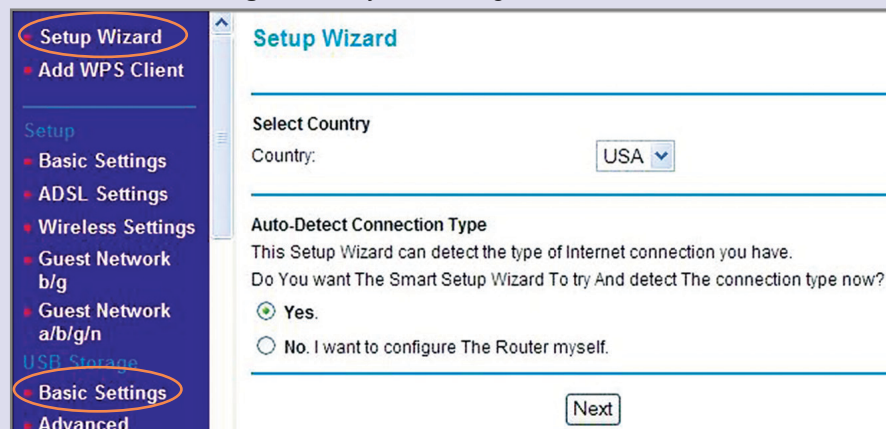 Setup Wizard
Add WPS Client
Setup
Basic Settings
ADSL Settings
Wireless Settings
Guest Network
b/g
Guest Network
a/b/g/n
USB Storage
Basic Settings
Advanced
Setup Wizard
Select Country
Country:
USA
Auto-Detect Connection Type
This Setup Wizard can detect the type of Internet connection you have.
Do You want The Smart Setup Wizard To try And detect The connection type now?
Yes.
No. I want to configure The Router myself.
Next